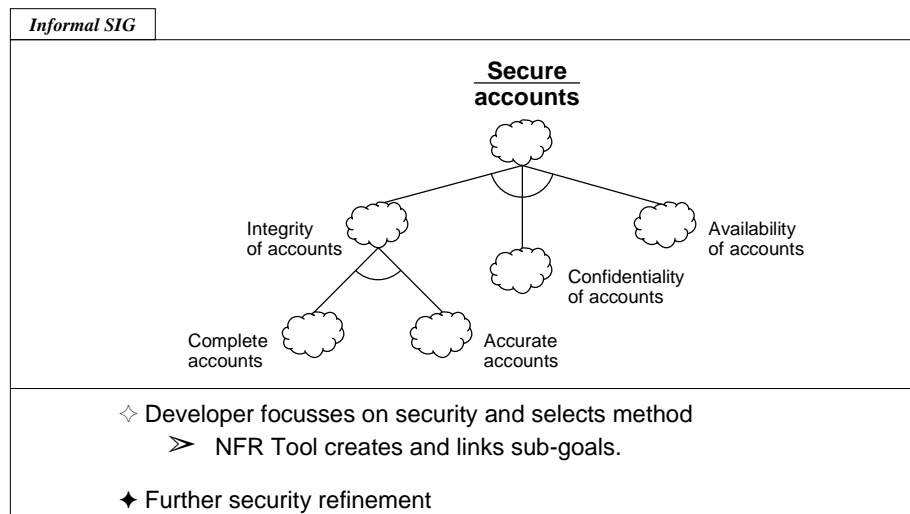 Informal SIG
Secure
accounts
Integrity
of accounts
Availability
of accounts
Confidentiality
of accounts
Complete
accounts
Accurate
accounts
✧ Developer focusses on security and selects method
➢ NFR Tool creates and links sub-goals.
✦ Further security refinement